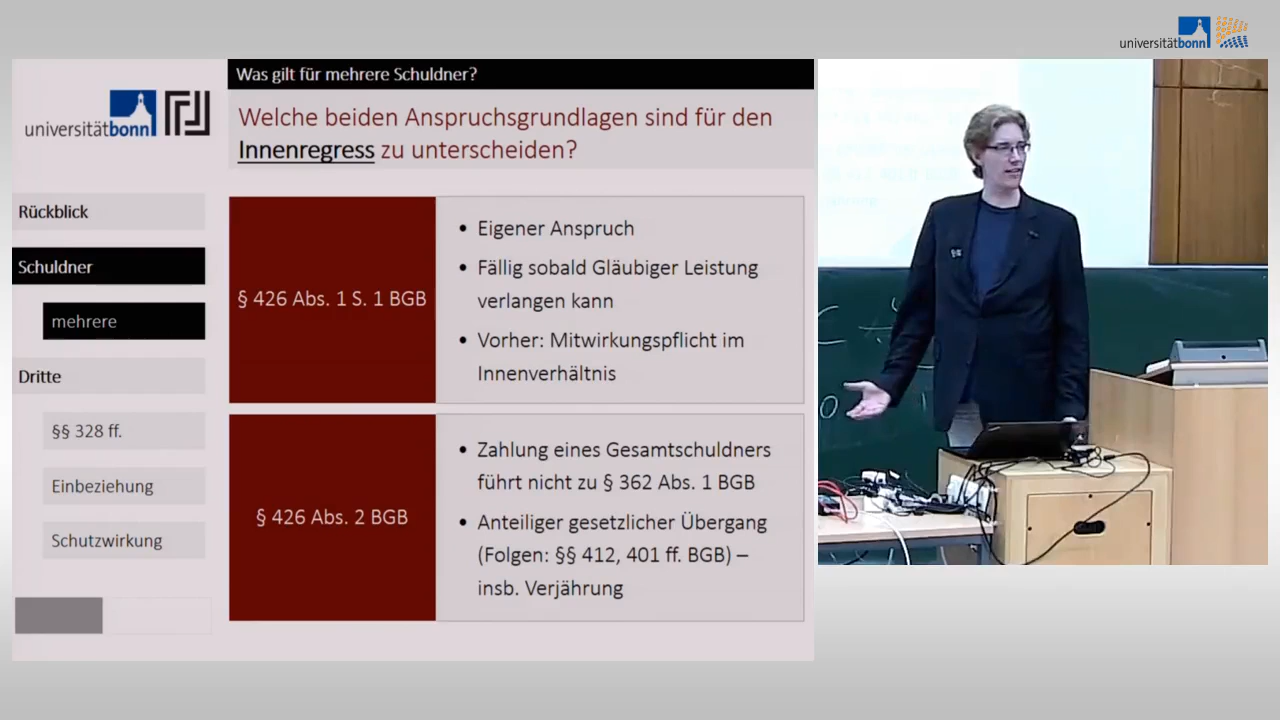 universitätbonn
Was gilt für mehrere Schuldner?
universitätbonn
Welche beiden Anspruchsgrundlagen sind für den
Innenregress zu unterscheiden?
Rückblick
Schuldner
mehrere
Dritte
§§ 328 ff.
Einbeziehung
Schutzwirkung
§ 426 Abs. 1 S. 1 BGB
• Eigener Anspruch
• Fällig sobald Gläubiger Leistung
verlangen kann
• Vorher: Mitwirkungspflicht im
Innenverhältnis
§ 426 Abs. 2 BGB
• Zahlung eines Gesamtschuldners
führt nicht zu § 362 Abs. 1 BGB
• Anteiliger gesetzlicher Übergang
(Folgen: §§ 412, 401 ff. BGB) –
insb. Verjährung